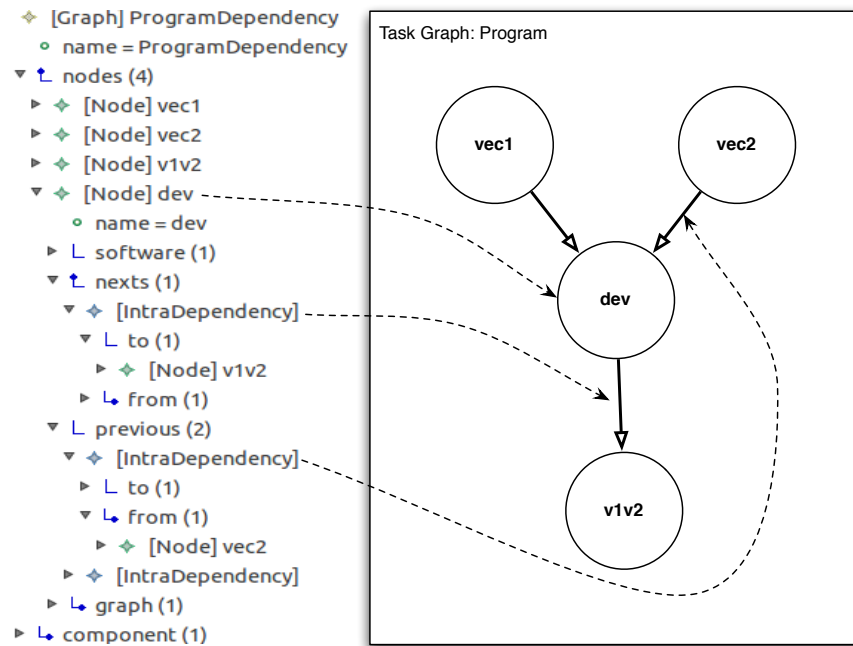 [Graph] ProgramDependency
name = ProgramDependency
nodes (4)
[Node] vec1
[Node] vec2
[Node] v1v2
[Node] dev
name = dev
software (1)
nexts (1)
[IntraDependency]
to (1)
[Node] v1v2
from (1)
previous (2)
[IntraDependency]
to (1)
from (1)
[Node] vec2
[IntraDependency]
graph (1)
component (1)
Task Graph: Program
vec1
vec2
dev
v1v2